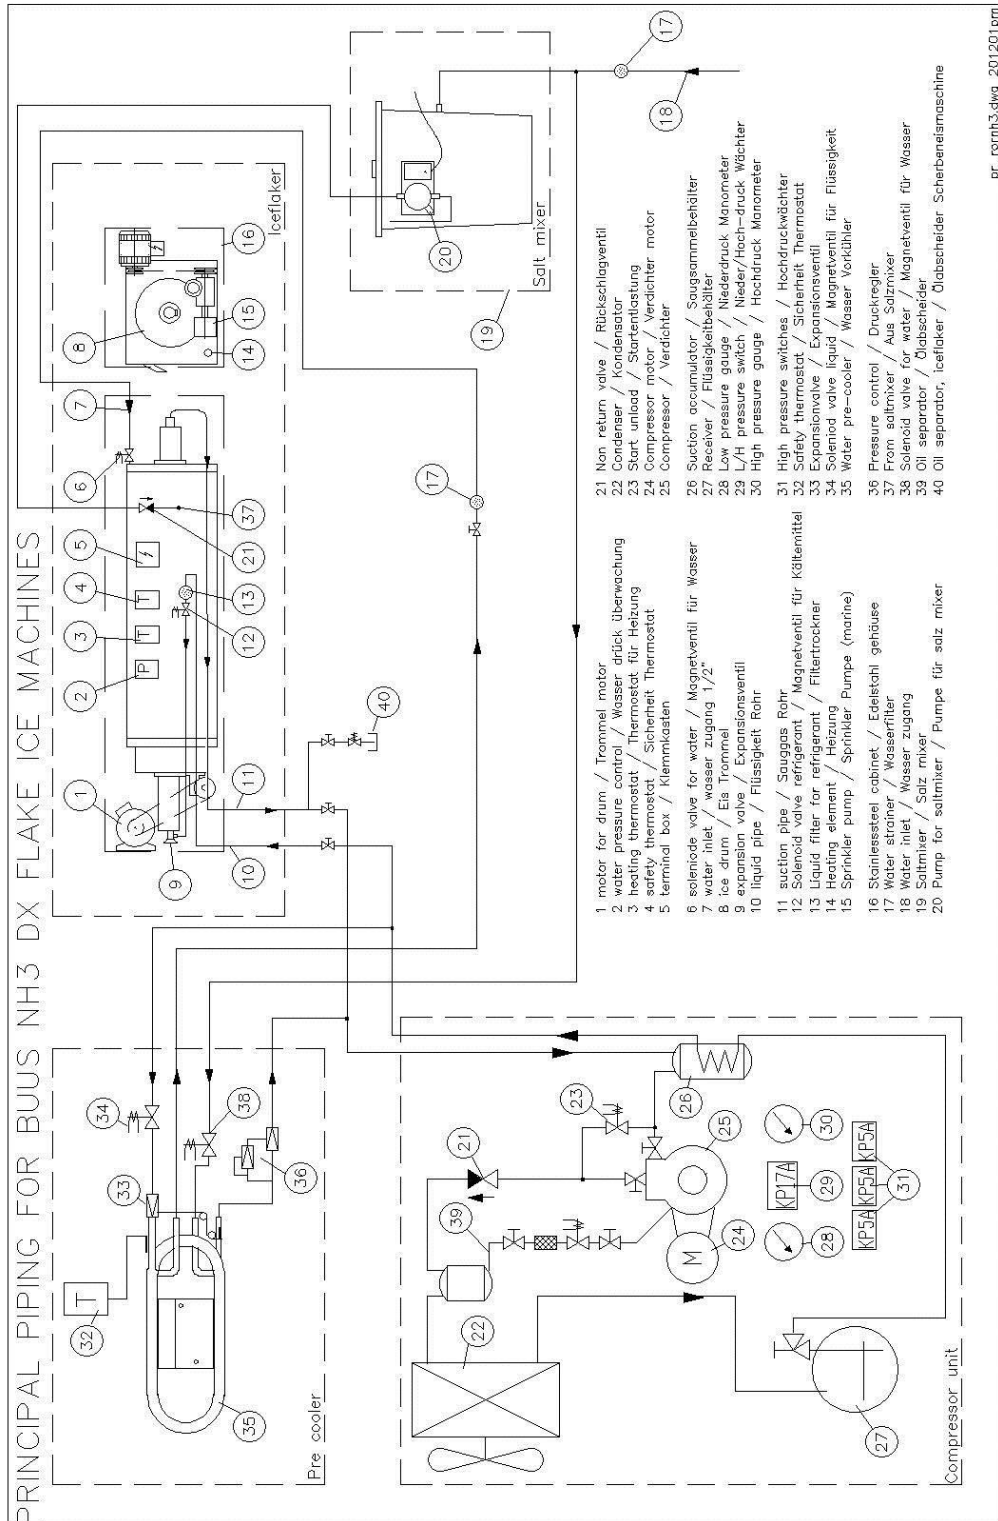 PRINCIPAL PIPING FOR BUUS NH3 DX FLAKE ICE MACHINES
32
T
33
34
35
36
38
Pre cooler
1
2
3
4
5
6
7
8
P
T
T
9
10
11
12
13
14
15
16
21
37
40
Iceflaker
17
20
19
Salt mixer
18
17
22
39
21
23
24
M
25
26
27
28
29
30
31
KP17A
KP5A
KP5A
KP5A
Compressor unit
1 motor for drum / Trommel motor
2 water pressure control / Wasser drück überwachung
3 heating thermostat / Thermostat für Heizung
4 safety thermostat / Sicherheit Thermostat
5 terminal box / Klemmkasten
6 soleniode valve for water / Magnetventil für Wasser
7 water inlet / wasser zugang 1/2"
8 ice drum / Eis Trommel
9 expansion valve / Expansionsventil
10 liquid pipe / Flüssigkeit Rohr
11 suction pipe / Sauggas Rohr
12 Solenoid valve refrigerant / Magnetventil für Kältemittel
13 Liquid filter for refrigerant / Filtertrockner
14 Heating element / Heizung
15 Sprinkler pump / Sprinkler Pumpe (marine)
16 Stainlessteel cabinet / Edelstahl gehäuse
17 Water strainer / Wasserfilter
18 Water inlet / Wasser zugang
19 Saltmixer / Salz mixer
20 Pump for saltmixer / Pumpe für salz mixer
21 Non return valve / Rückschlagventil
22 Condenser / Kondensator
23 Start unload / Startentlastung
24 Compressor motor / Verdichter motor
25 Compressor / Verdichter
26 Suction accumulator / Saugsammelbehälter
27 Receiver / Flüssigkeitbehälter
28 Low pressure gauge / Niederdruck Manometer
29 L/H pressure switch / Nieder/Hoch-druck Wächter
30 High pressure gauge / Hochdruck Manometer
31 High pressure switches / Hochdruckwächter
32 Safety thermostat / Sicherheit Thermostat
33 Expansionvalve / Expansionsventil
34 Soleniod valve liquid / Magnetventil für Flüssigkeit
35 Water pre-cooler / Wasser Vorkühler
36 Pressure control / Druckregler
37 From saltmixer / Aus Salzmixer
38 Solenoid valve for water / Magnetventil für Wasser
39 Oil separator / Ölabscheider
40 Oil separator, iceflaker / Ölabscheider Scherbeneismaschine
pr_rornh3.dwg 201201prn